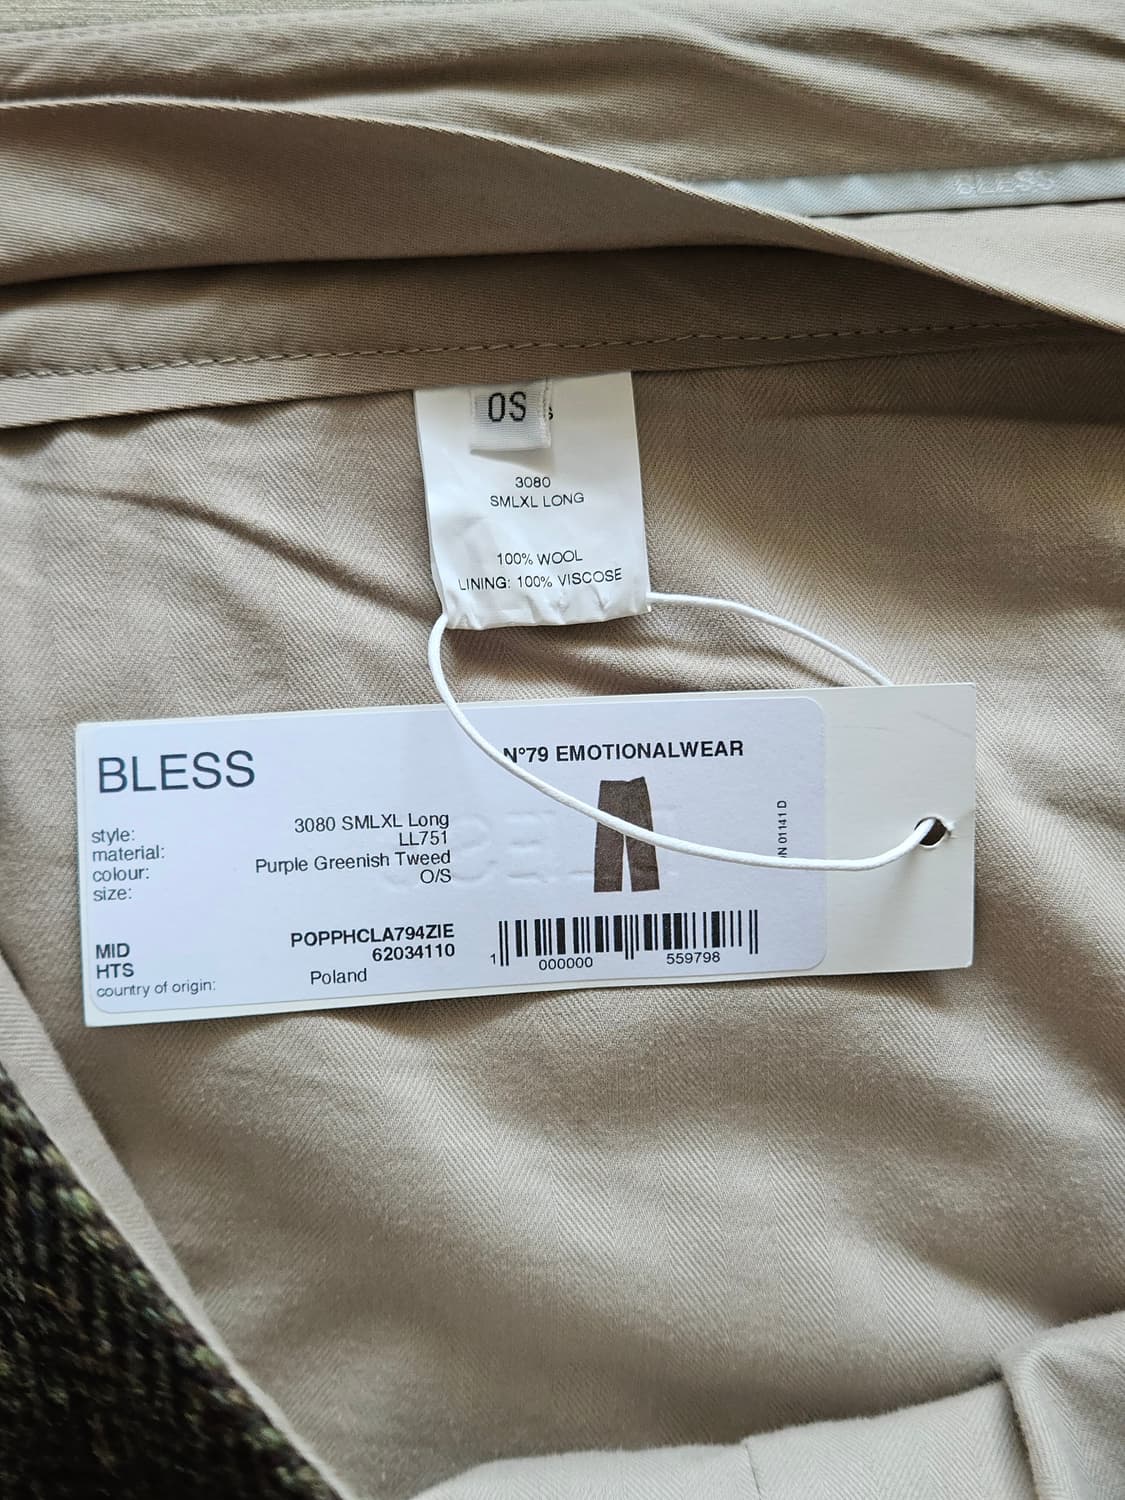 BLESS
OS
3080
SMLXL LONG
100% WOOL
LINING: 100% VISCOSE
BLESS
N°79 EMOTIONALWEAR
style: 3080 SMLXL Long
material: LL751
colour: Purple Greenish Tweed
size: O/S
MID POPPHCLA794ZIE
HTS 62034110
country of origin: Poland
1 000000 559798
01141 D